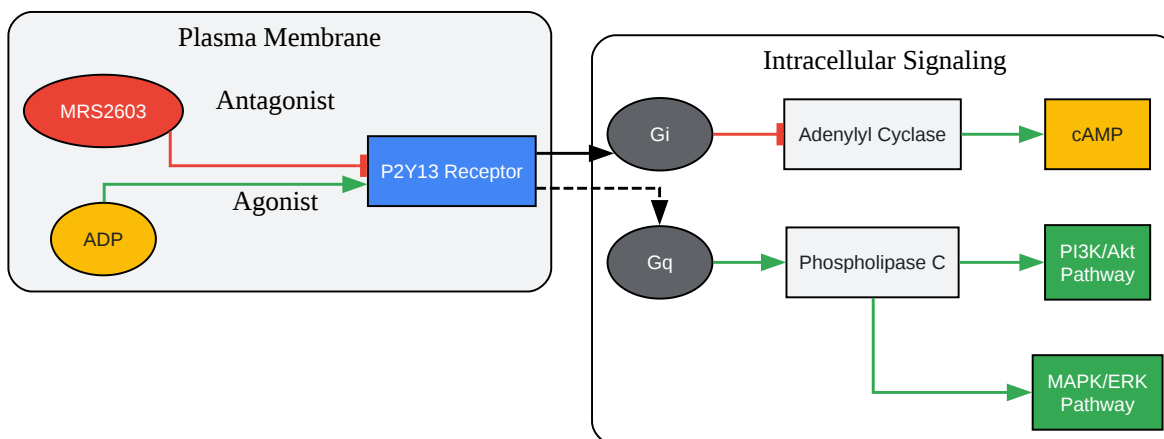 Plasma Membrane
MRS2603
Antagonist
P2Y13 Receptor
Agonist
ADP
Intracellular Signaling
Gi
Adenylyl Cyclase
cAMP
Gq
Phospholipase C
PI3K/Akt
Pathway
MAPK/ERK
Pathway